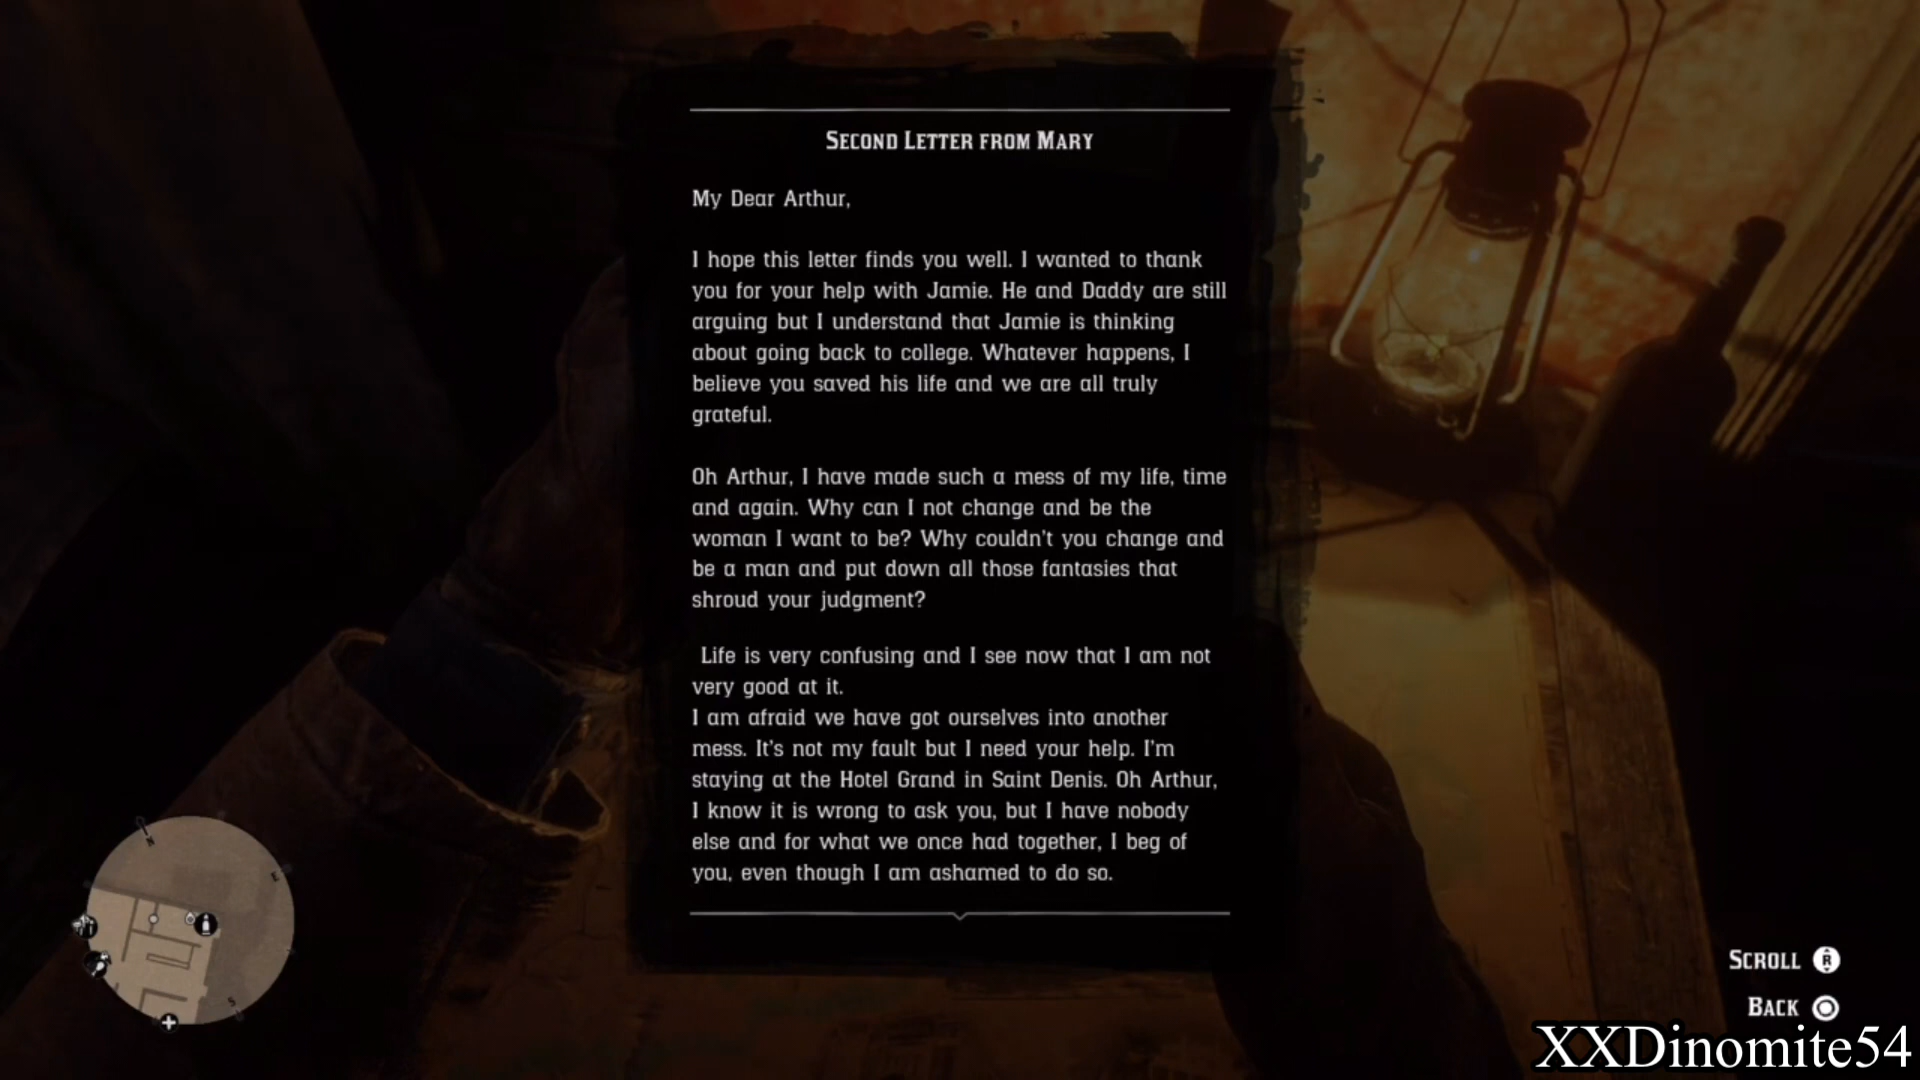 Second Letter from Mary
My Dear Arthur,
I hope this letter finds you well. I wanted to thank
you for your help with Jamie. He and Daddy are still
arguing but I understand that Jamie is thinking
about going back to college. Whatever happens, I
believe you saved his life and we are all truly
grateful.
Oh Arthur, I have made such a mess of my life, time
and again. Why can I not change and be the
woman I want to be? Why couldn't you change and
be a man and put down all those fantasies that
shroud your judgment?
Life is very confusing and I see now that I am not
very good at it.
I am afraid we have got ourselves into another
mess. It's not my fault but I need your help. I'm
staying at the Hotel Grand in Saint Denis. Oh Arthur,
I know it is wrong to ask you, but I have nobody
else and for what we once had together, I beg of
you, even though I am ashamed to do so.
N
E
S
Scroll R
Back
XXDinomite54